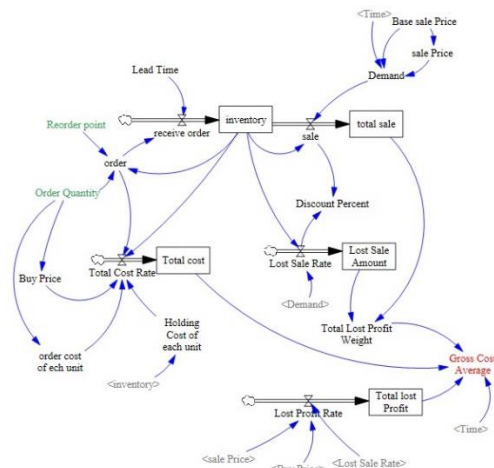 <Time>
Base sale Price
sale Price
Demand
Lead Time
inventory
total sale
receive order
sale
Reorder point
order
Order Quantity
Discount Percent
Total cost
Lost Sale
Amount
Total Cost Rate
Lost Sale Rate
Buy Price
<Demand>
Holding
Cost of
each unit
Total Lost Profit
Weight
order cost
of ech unit
Gross Cost
Average
<inventory>
Total lost
Profit
Lost Profit Rate
<Time>
<sale Price>
<Lost Sale Rate>